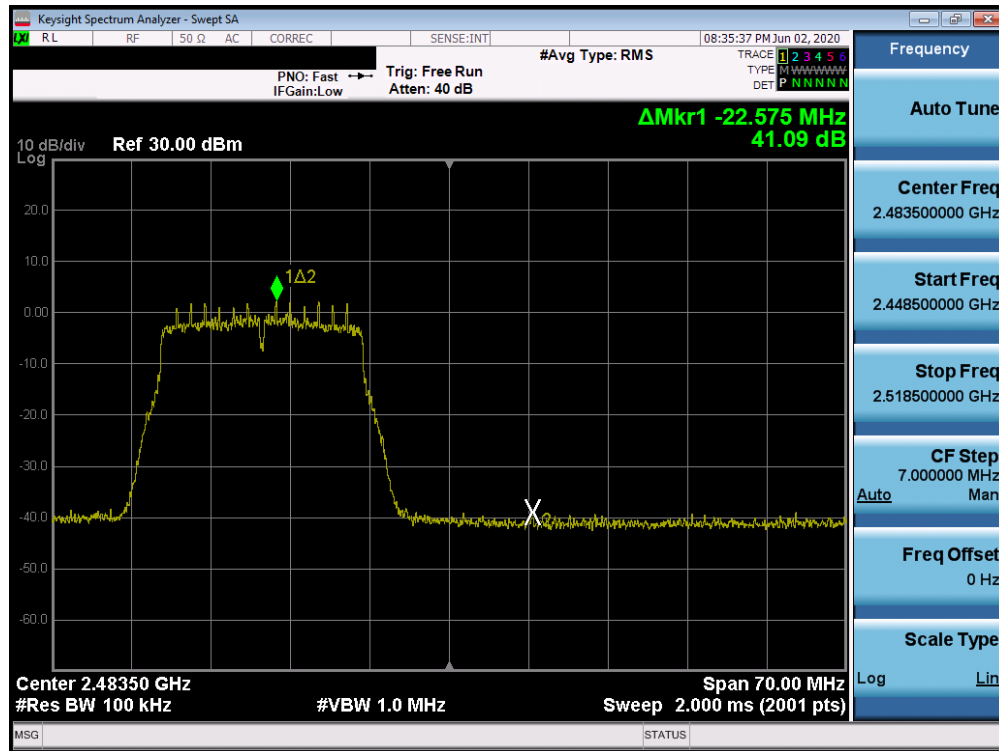 Keysight Spectrum Analyzer - Swept SA
LXI RL RF 50 Ω AC CORREC SENSE:INT 08:35:37 PM Jun 02, 2020
#Avg Type: RMS TRACE 1 2 3 4 5 6
PNO: Fast Trig: Free Run TYPE M WWWWW
IFGain:Low Atten: 40 dB DET P N N N N N
ΔMkr1 -22.575 MHz
41.09 dB
10 dB/div Ref 30.00 dBm
Log
20.0
10.0
1Δ2
0.00
-10.0
-20.0
-30.0
-40.0
X2
-50.0
-60.0
Center 2.48350 GHz Span 70.00 MHz
#Res BW 100 kHz #VBW 1.0 MHz Sweep 2.000 ms (2001 pts)
MSG STATUS
Frequency
Auto Tune
Center Freq
2.483500000 GHz
Start Freq
2.448500000 GHz
Stop Freq
2.518500000 GHz
CF Step
7.000000 MHz
Auto Man
Freq Offset
0 Hz
Scale Type
Log Lin